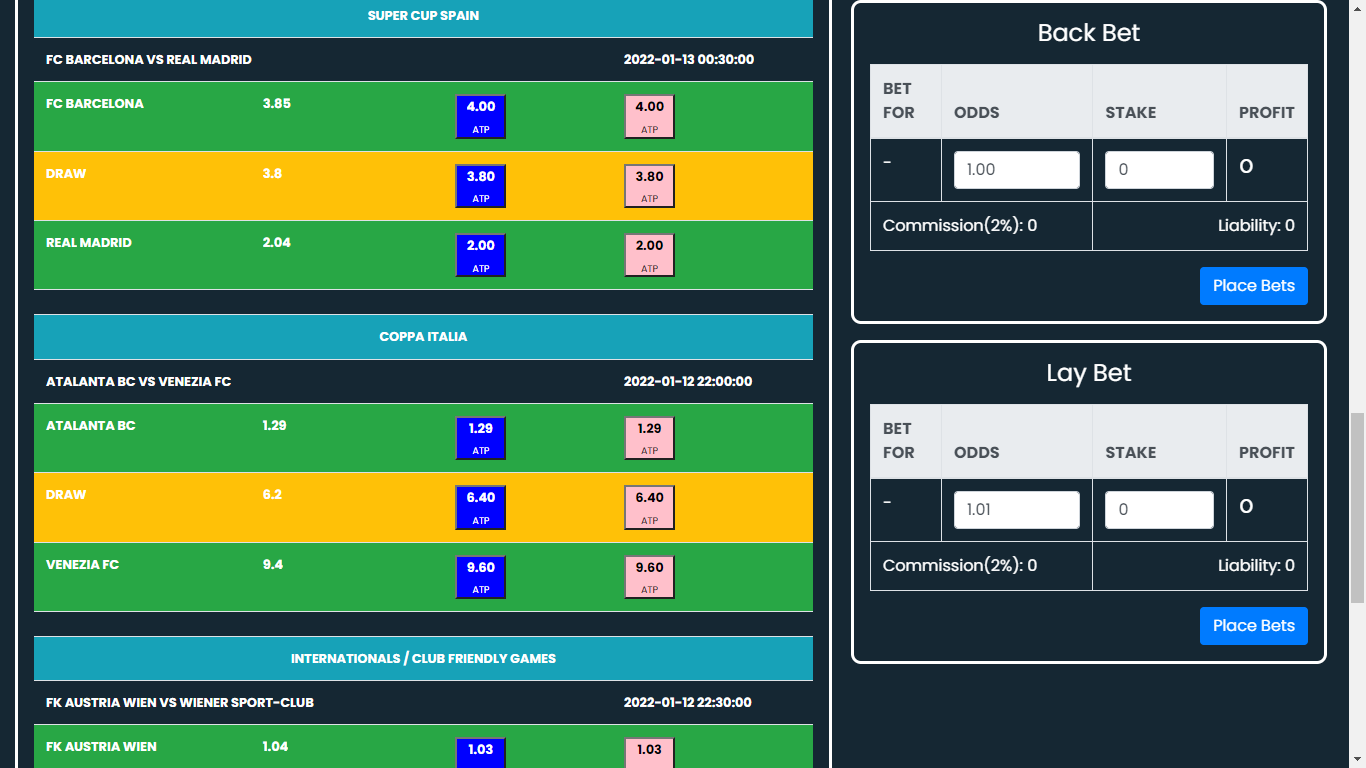 SUPER CUP SPAIN
FC BARCELONA VS REAL MADRID 2022-01-13 00:30:00
FC BARCELONA 3.85 4.00 4.00
ATP ATP
DRAW 3.8 3.80 3.80
ATP ATP
REAL MADRID 2.04 2.00 2.00
ATP ATP
COPPA ITALIA
ATALANTA BC VS VENEZIA FC 2022-01-12 22:00:00
ATALANTA BC 1.29 1.29 1.29
ATP ATP
DRAW 6.2 6.40 6.40
ATP ATP
VENEZIA FC 9.4 9.60 9.60
ATP ATP
INTERNATIONALS / CLUB FRIENDLY GAMES
FK AUSTRIA WIEN VS WIENER SPORT-CLUB 2022-01-12 22:30:00
FK AUSTRIA WIEN 1.04 1.03 1.03
Back Bet
BET
FOR ODDS STAKE PROFIT
- 1.00 0 0
Commission(2%): 0 Liability: 0
Place Bets
Lay Bet
BET
FOR ODDS STAKE PROFIT
- 1.01 0 0
Commission(2%): 0 Liability: 0
Place Bets